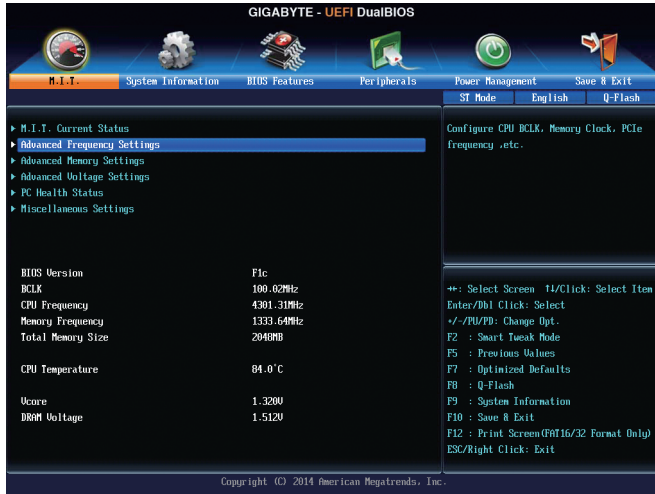 GIGABYTE - UEFI DualBIOS
M.I.T. System Information BIOS Features Peripherals Power Management Save & Exit
ST Mode English Q-Flash
M.I.T. Current Status
Advanced Frequency Settings
Advanced Memory Settings
Advanced Voltage Settings
PC Health Status
Miscellaneous Settings
Configure CPU BCLK, Memory Clock, PCIe
frequency ,etc.
BIOS Version F1c
BCLK 100.02MHz
CPU Frequency 4301.31MHz
Memory Frequency 1333.64MHz
Total Memory Size 2048MB
CPU Temperature 84.0°C
Vcore 1.320V
DRAM Voltage 1.512V
↔: Select Screen ↑↓/Click: Select Item
Enter/Dbl Click: Select
+/-/PU/PD: Change Opt.
F2 : Smart Tweak Mode
F5 : Previous Values
F7 : Optimized Defaults
F8 : Q-Flash
F9 : System Information
F10 : Save & Exit
F12 : Print Screen(FAT16/32 Format Only)
ESC/Right Click: Exit
Copyright (C) 2014 American Megatrends, Inc.